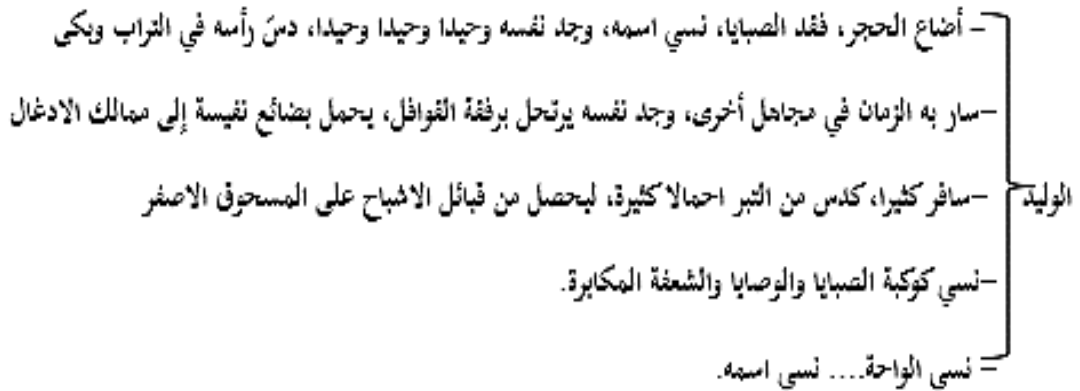 – أضاع الحجر، فقد الصبايا، نسي اسمه، وجد نفسه وحيدا وحيدا وحيدا، دسّ رأسه في التراب وبكى
–سار به الزمان في مجاهل أخرى، وجد نفسه يرتحل برفقة القوافل، يحمل بضائع نفيسة إلى ممالك الادغال
الوليد –سافر كثيرا، كدس من التبر احمالا كثيرة، ليحصل من قبائل الاشباح على المسحوق الاصفر
–نسي كوكبة الصبايا والوصايا والشعفة المكابرة.
– نسي الواحة.... نسي اسمه.